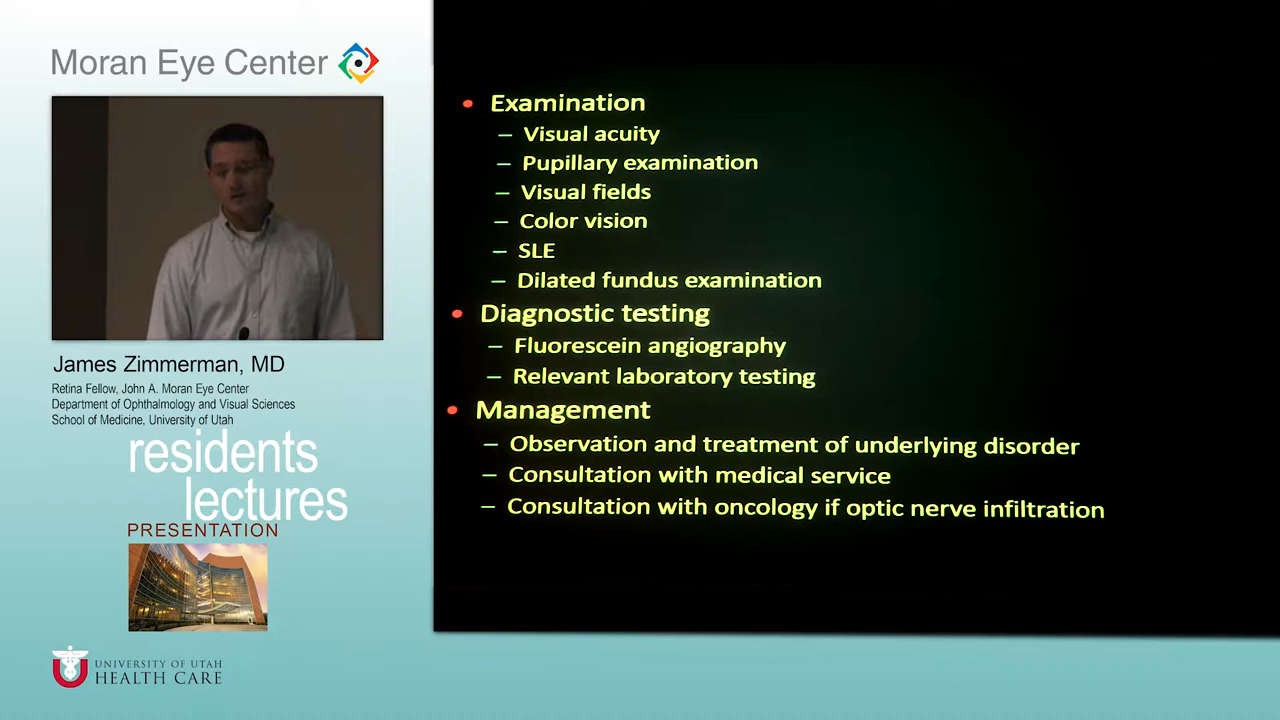 Moran Eye Center
James Zimmerman, MD
Retina Fellow, John A. Moran Eye Center
Department of Ophthalmology and Visual Sciences
School of Medicine, University of Utah
residents
lectures
PRESENTATION
UNIVERSITY OF UTAH
HEALTH CARE
• Examination
– Visual acuity
– Pupillary examination
– Visual fields
– Color vision
– SLE
– Dilated fundus examination
• Diagnostic testing
– Fluorescein angiography
– Relevant laboratory testing
• Management
– Observation and treatment of underlying disorder
– Consultation with medical service
– Consultation with oncology if optic nerve infiltration